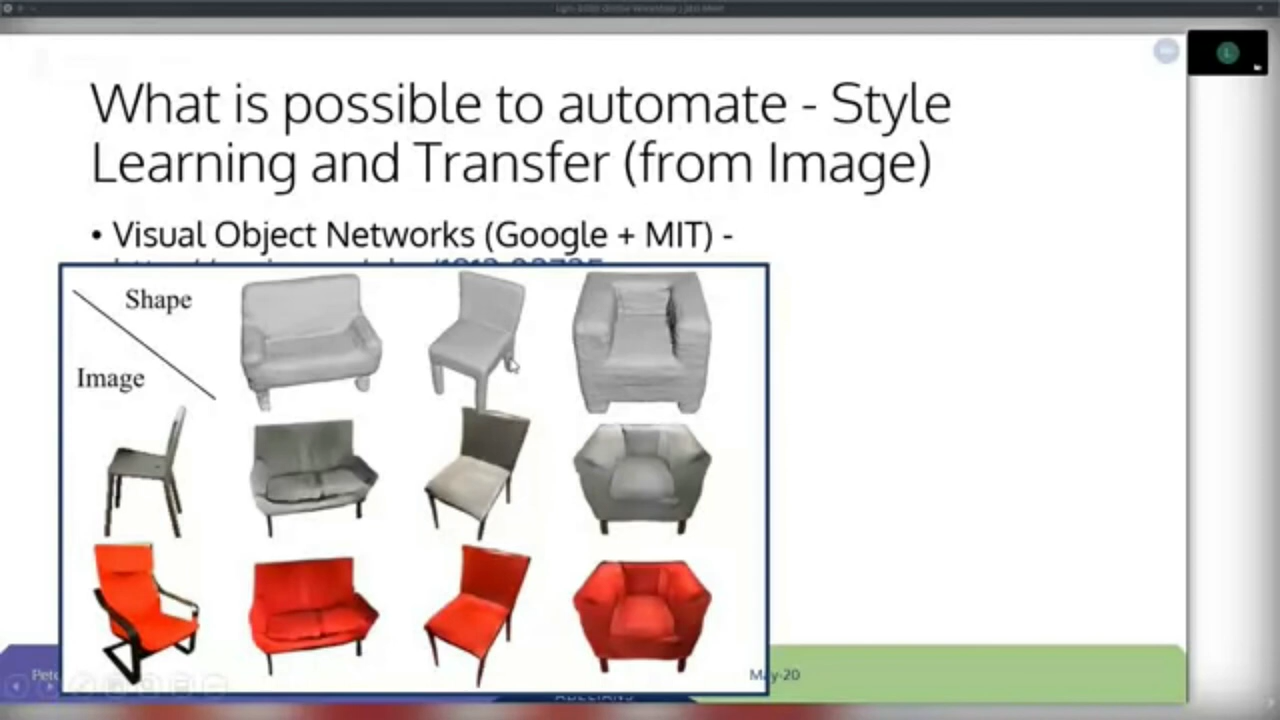 What is possible to automate - Style
Learning and Transfer (from Image)
• Visual Object Networks (Google + MIT) -
Shape
Image
May-20
L